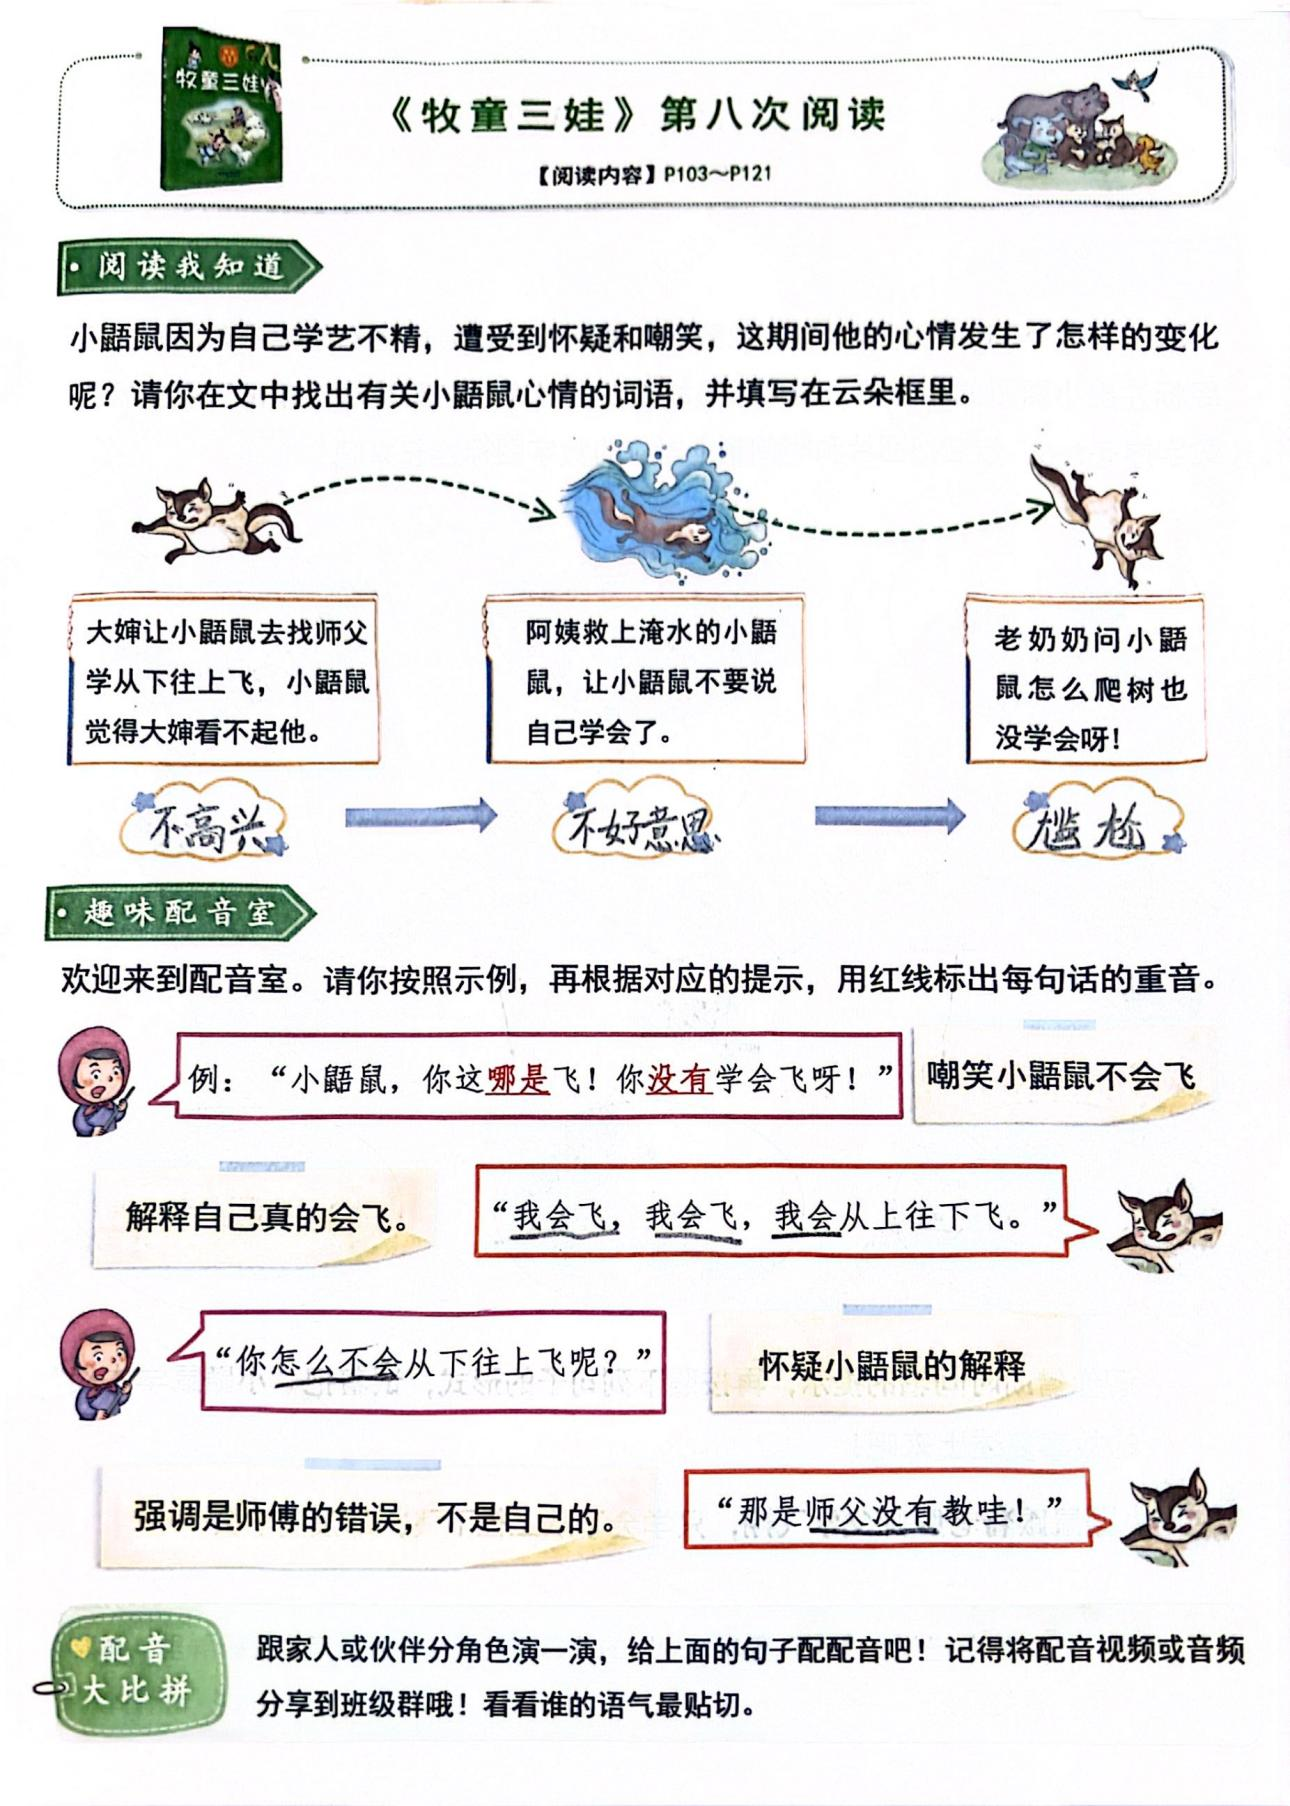 牧童三娃
《牧童三娃》第八次阅读
【阅读内容】P103～P121
· 阅读我知道
小鼯鼠因为自己学艺不精，遭受到怀疑和嘲笑，这期间他的心情发生了怎样的变化
呢？请你在文中找出有关小鼯鼠心情的词语，并填写在云朵框里。
大婶让小鼯鼠去找师父
学从下往上飞，小鼯鼠
觉得大婶看不起他。
阿姨救上淹水的小鼯
鼠，让小鼯鼠不要说
自己学会了。
老奶奶问小鼯
鼠怎么爬树也
没学会呀！
不高兴
不好意思
尴尬
· 趣味配音室
欢迎来到配音室。请你按照示例，再根据对应的提示，用红线标出每句话的重音。
例：“小鼯鼠，你这哪是飞！你没有学会飞呀！”
嘲笑小鼯鼠不会飞
解释自己真的会飞。
“我会飞，我会飞，我会从上往下飞。”
“你怎么不会从下往上飞呢？”
怀疑小鼯鼠的解释
强调是师傅的错误，不是自己的。
“那是师父没有教哇！”
配音
大比拼
跟家人或伙伴分角色演一演，给上面的句子配配音吧！记得将配音视频或音频
分享到班级群哦！看看谁的语气最贴切。